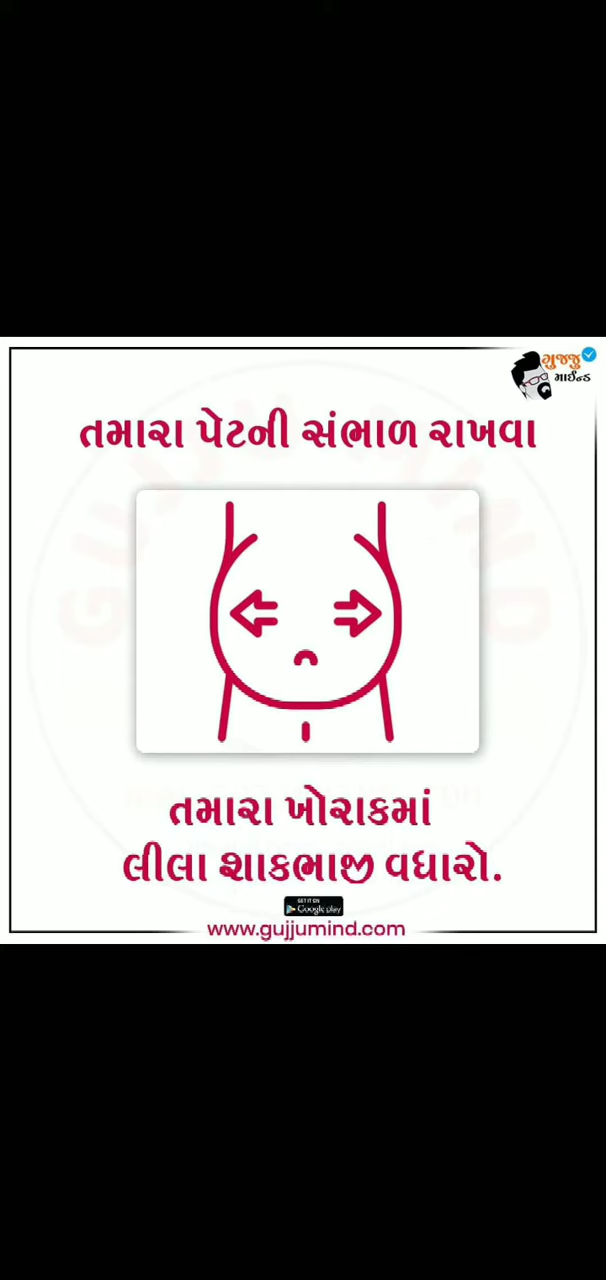 ગુજ્જુ
માઈન્ડ
તમારા પેટની સંભાળ રાખવા
તમારા ખોરાકમાં
લીલા શાકભાજી વધારો.
GET IT ON
Google play
www.gujjumind.com